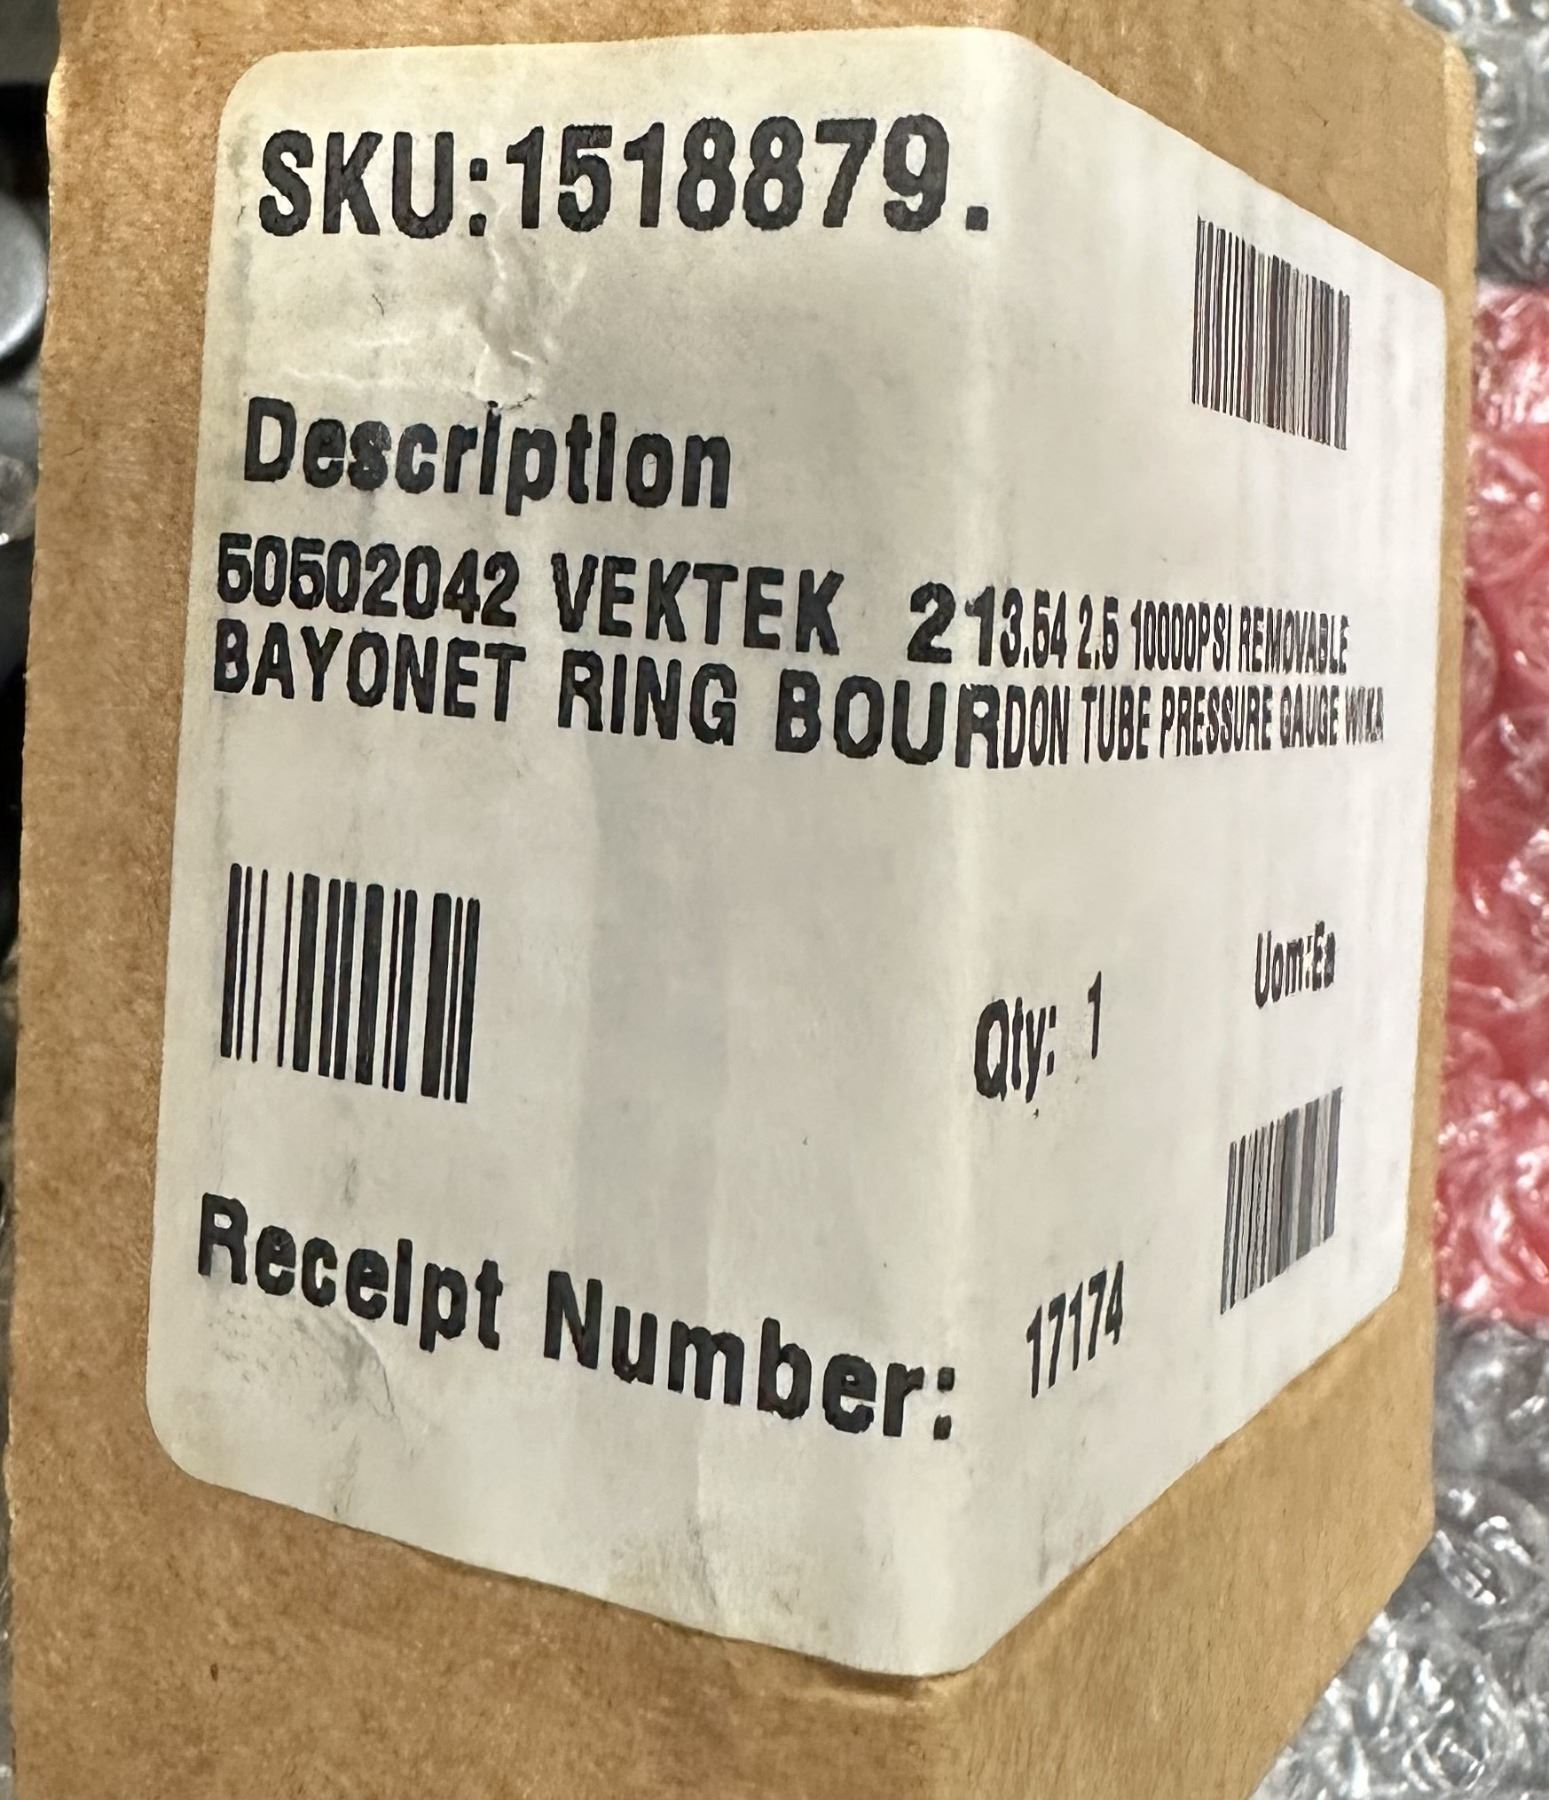 SKU:1518879.
Description
50502042 VEKTEK 213.54 2.5 10000PSI REMOVABLE
BAYONET RING BOURDON TUBE PRESSURE GAUGE WIKA
Qty: 1 Uom:Ea
Receipt Number: 17174